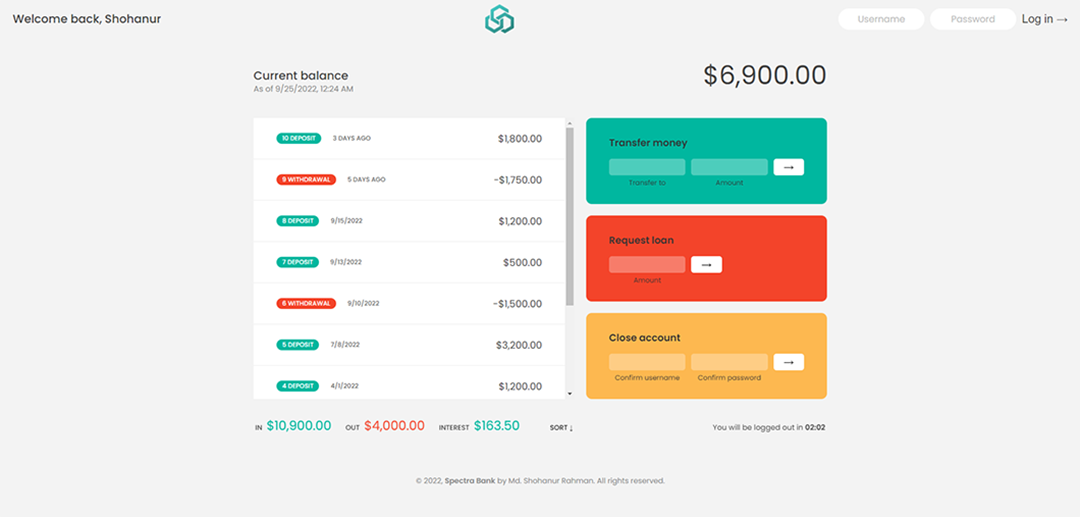 Welcome back, Shohanur
Username Password Log in →
Current balance
As of 9/25/2022, 12:24 AM
$6,900.00
10 DEPOSIT 3 DAYS AGO $1,800.00
9 WITHDRAWAL 5 DAYS AGO -$1,750.00
8 DEPOSIT 9/15/2022 $1,200.00
7 DEPOSIT 9/13/2022 $500.00
6 WITHDRAWAL 9/10/2022 -$1,500.00
5 DEPOSIT 7/8/2022 $3,200.00
4 DEPOSIT 4/1/2022 $1,200.00
Transfer money
→
Transfer to Amount
Request loan
→
Amount
Close account
→
Confirm username Confirm password
IN $10,900.00 OUT $4,000.00 INTEREST $163.50 SORT ↓
You will be logged out in 02:02
© 2022, Spectra Bank by Md. Shohanur Rahman. All rights reserved.